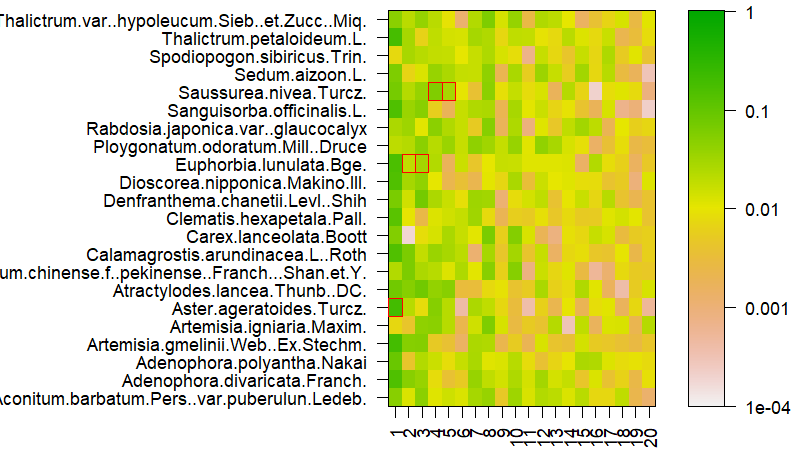 Thalictrum.var..hypoleucum.Sieb..et.Zucc..Miq.
Thalictrum.petaloideum.L.
Spodiopogon.sibiricus.Trin.
Sedum.aizoon.L.
Saussurea.nivea.Turcz.
Sanguisorba.officinalis.L.
Rabdosia.japonica.var..glaucocalyx
Ploygonatum.odoratum.Mill..Druce
Euphorbia.lunulata.Bge.
Dioscorea.nipponica.Makino.Ill.
Denfranthema.chanetii.Levl..Shih
Clematis.hexapetala.Pall.
Carex.lanceolata.Boott
Calamagrostis.arundinacea.L..Roth
um.chinense.f..pekinense..Franch...Shan.et.Y.
Atractylodes.lancea.Thunb..DC.
Aster.ageratoides.Turcz.
Artemisia.igniaria.Maxim.
Artemisia.gmelinii.Web..Ex.Stechm.
Adenophora.polyantha.Nakai
Adenophora.divaricata.Franch.
Aconitum.barbatum.Pers..var.puberulun.Ledeb.
1 2 3 4 5 6 7 8 9 10 11 12 13 14 15 16 17 18 19 20
1
0.1
0.01
0.001
1e-04